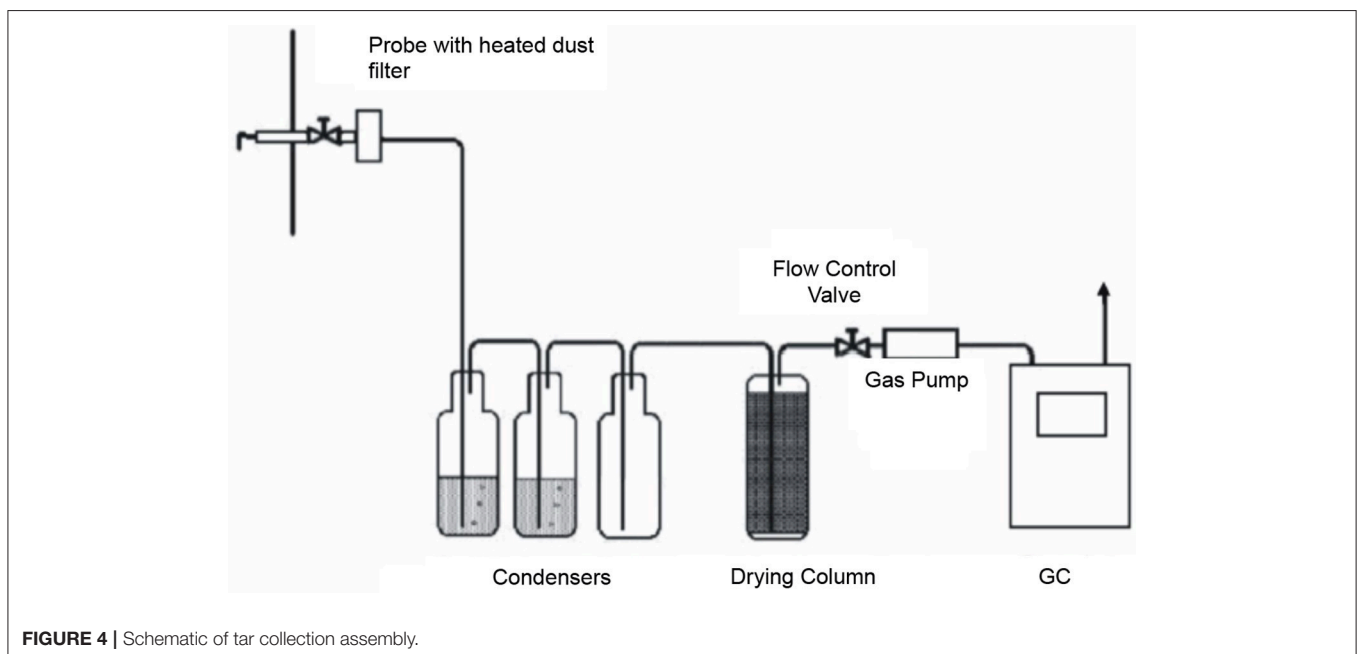 Probe with heated dust
filter
Flow Control
Valve
Gas Pump
Condensers
Drying Column
GC
FIGURE 4 | Schematic of tar collection assembly.